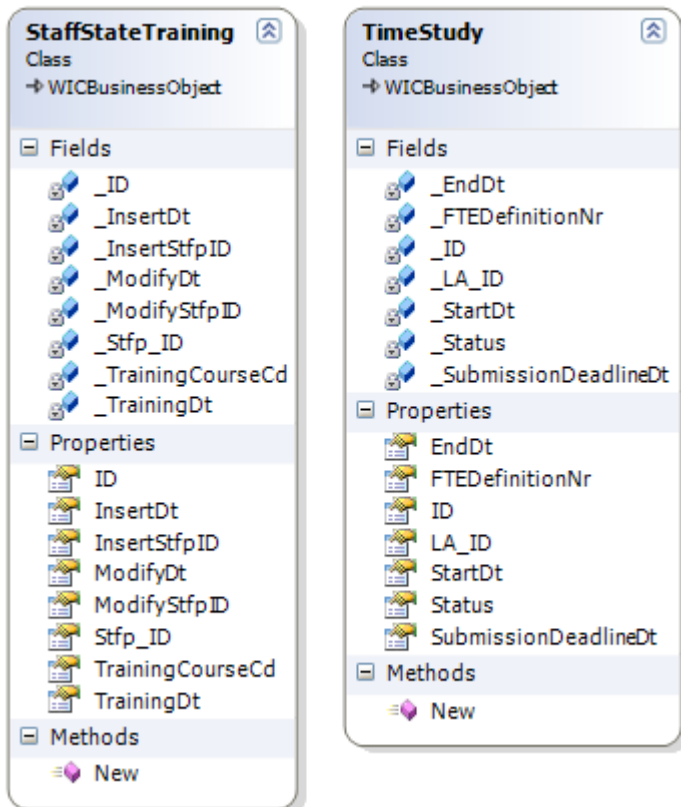 StaffStateTraining
Class
WICBusinessObject
Fields
_ID
_InsertDt
_InsertStfpID
_ModifyDt
_ModifyStfpID
_Stfp_ID
_TrainingCourseCd
_TrainingDt
Properties
ID
InsertDt
InsertStfpID
ModifyDt
ModifyStfpID
Stfp_ID
TrainingCourseCd
TrainingDt
Methods
New
TimeStudy
Class
WICBusinessObject
Fields
_EndDt
_FTEDefinitionNr
_ID
_LA_ID
_StartDt
_Status
_SubmissionDeadlineDt
Properties
EndDt
FTEDefinitionNr
ID
LA_ID
StartDt
Status
SubmissionDeadlineDt
Methods
New